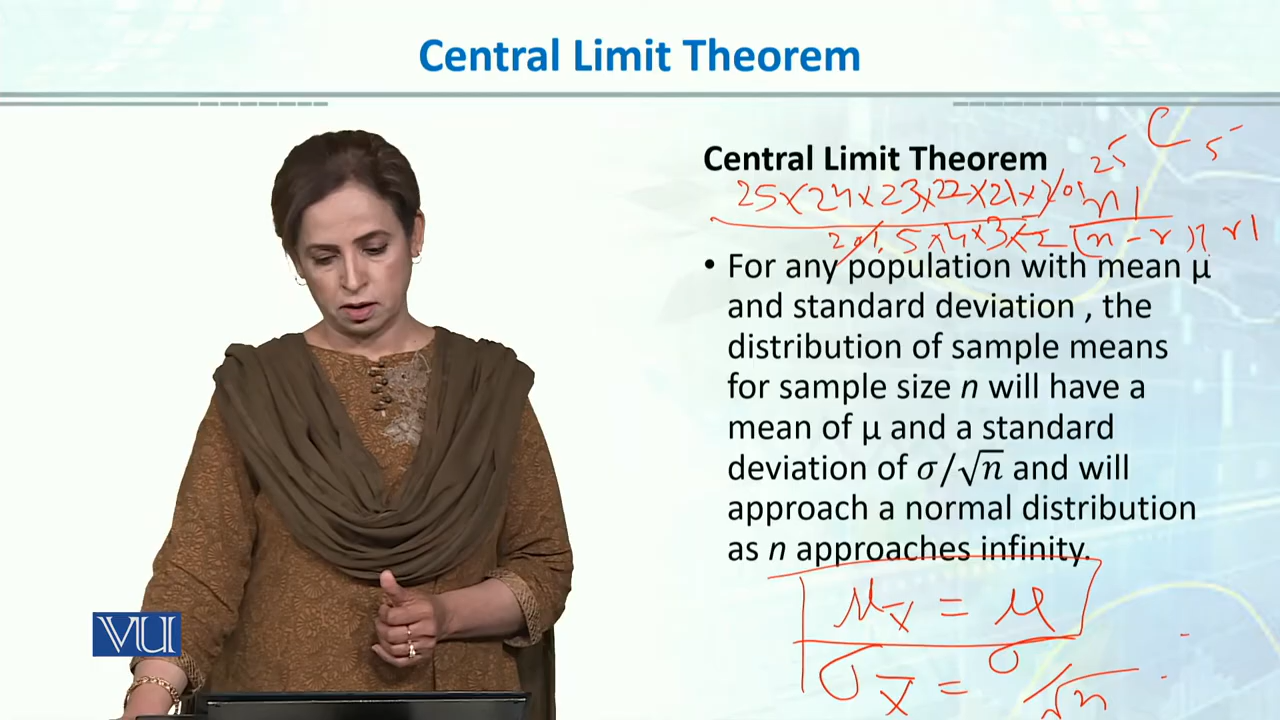 Central Limit Theorem
Central Limit Theorem
25 C 5
25×24×23×22×21×20! n!
20! 5×4×3×2 (n-r)! r!
• For any population with mean μ
and standard deviation , the
distribution of sample means
for sample size n will have a
mean of μ and a standard
deviation of σ/√n and will
approach a normal distribution
as n approaches infinity.
μx̄ = μ
σx̄ = σ/√n
VU